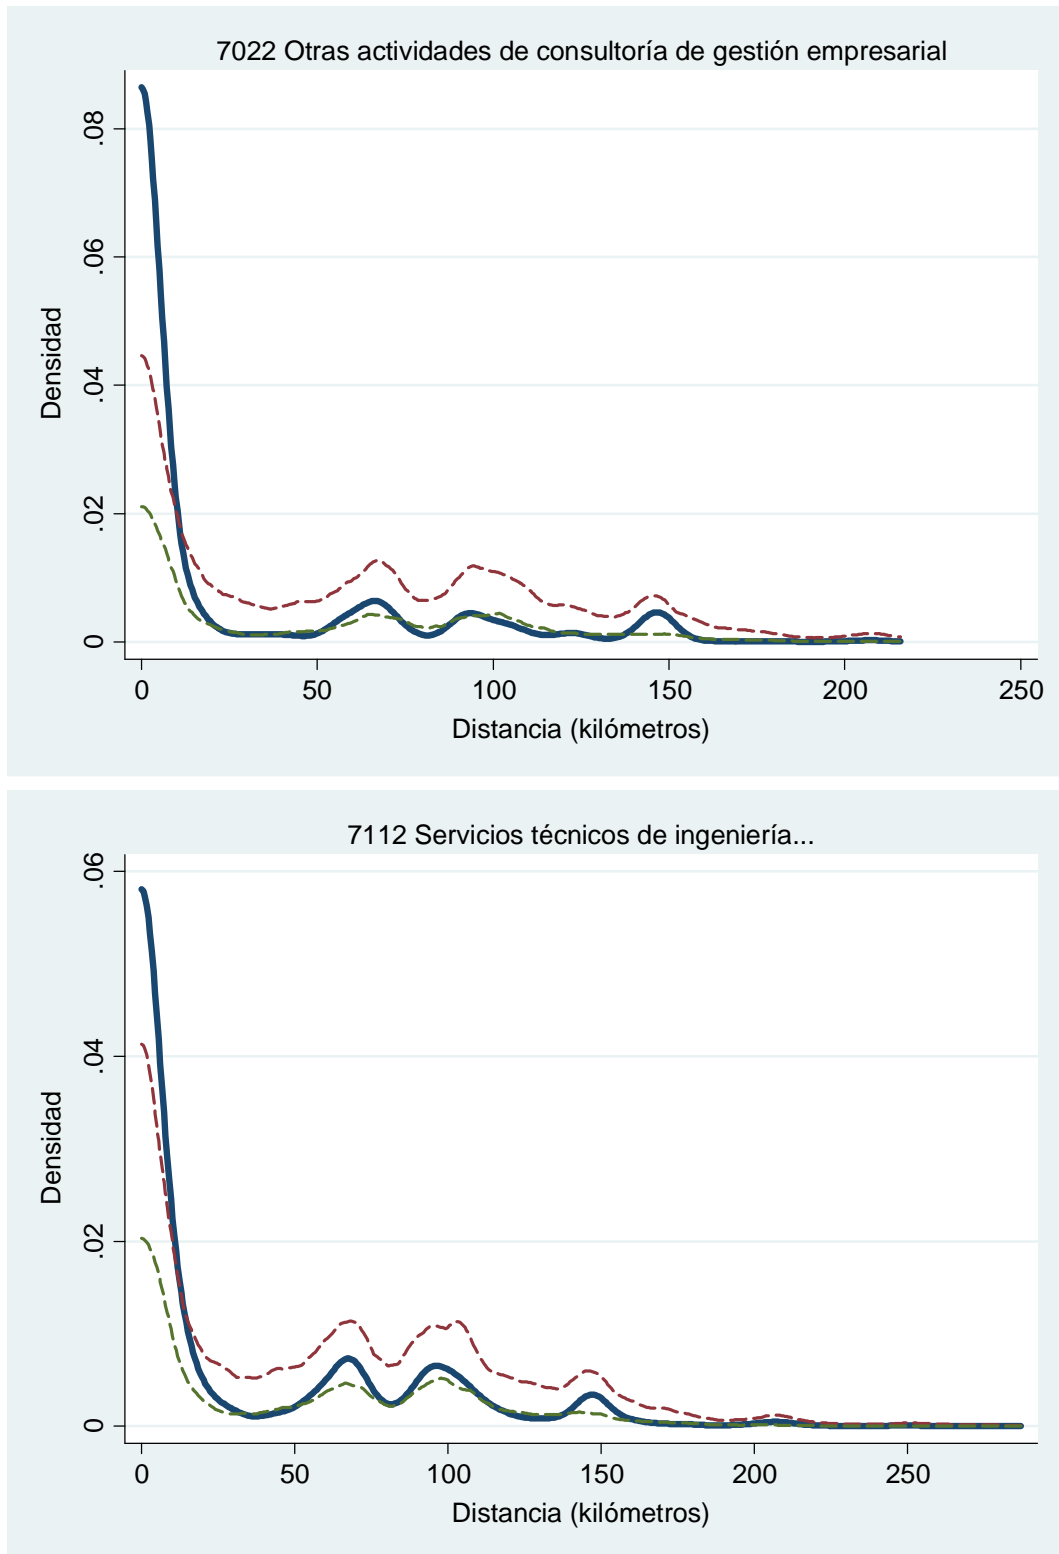 7022 Otras actividades de consultoría de gestión empresarial
.08
.06
.04
.02
0
Densidad
0 50 100 150 200 250
Distancia (kilómetros)
7112 Servicios técnicos de ingeniería...
.06
.04
.02
0
Densidad
0 50 100 150 200 250
Distancia (kilómetros)